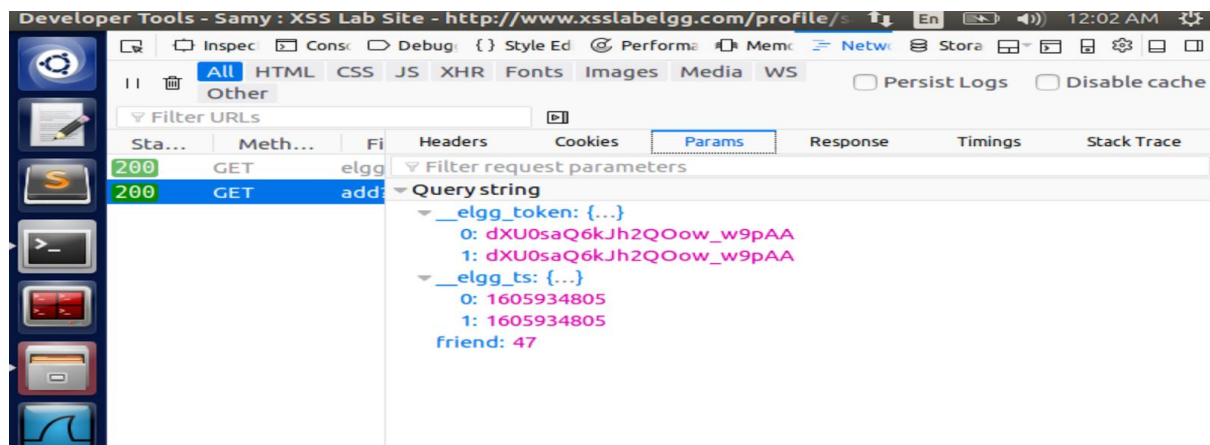 Developer Tools - Samy : XSS Lab Site - http://www.xsslabelgg.com/profile/s En 12:02 AM
Inspec Conso Debug {} Style Ed Performa Memo Netwo Stora
All HTML CSS JS XHR Fonts Images Media WS Persist Logs Disable cache
Other
Filter URLs
Sta... Meth... Fi Headers Cookies Params Response Timings Stack Trace
200 GET elgg Filter request parameters
200 GET add? Query string
__elgg_token: {...}
0: dXU0saQ6kJh2QOow_w9pAA
1: dXU0saQ6kJh2QOow_w9pAA
__elgg_ts: {...}
0: 1605934805
1: 1605934805
friend: 47